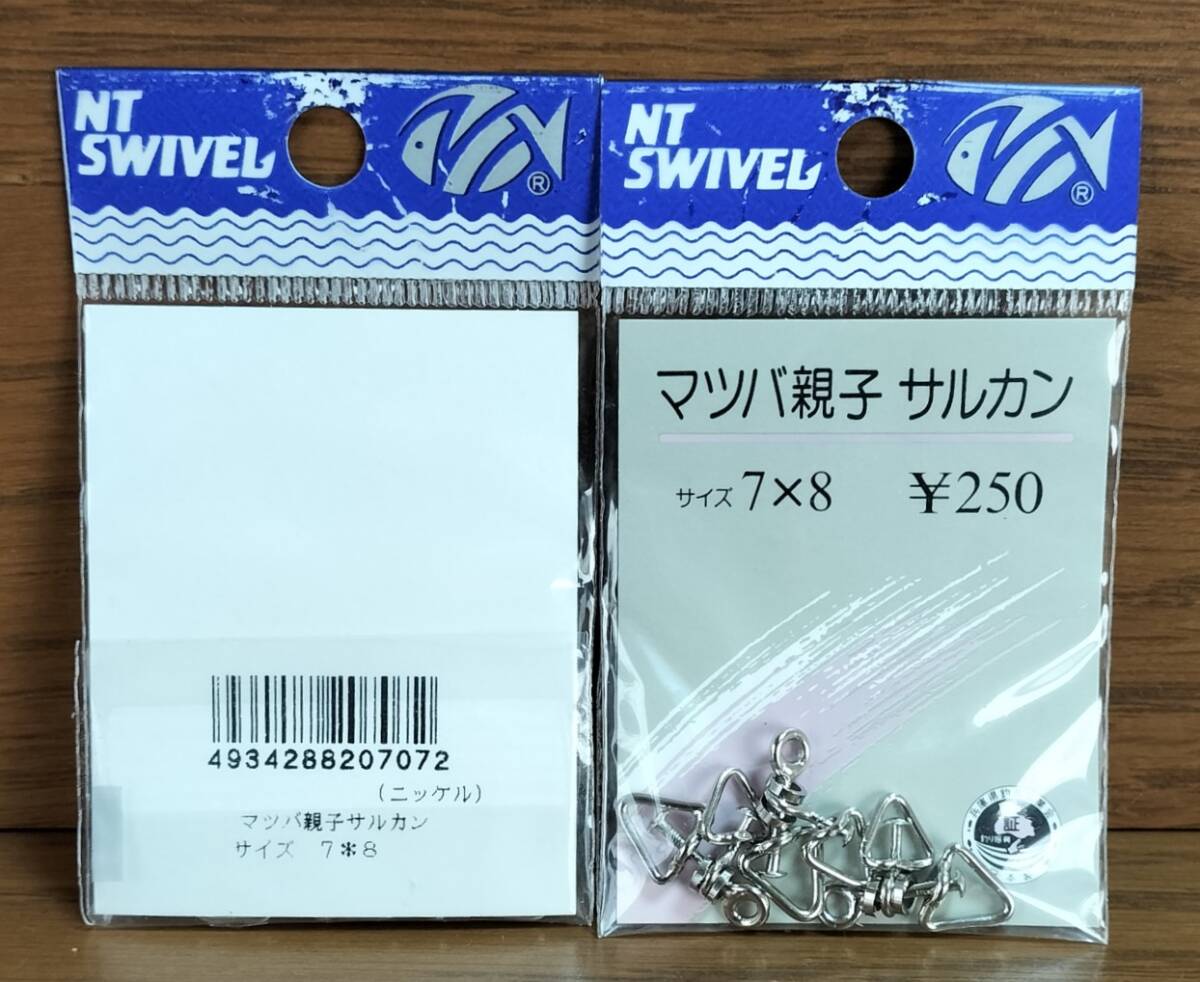 NT
SWIVEL
®
4934288207072
(ニッケル)
マツバ親子サルカン
サイズ 7*8
NT
SWIVEL
®
マツバ親子 サルカン
サイズ 7×8 ¥250
証